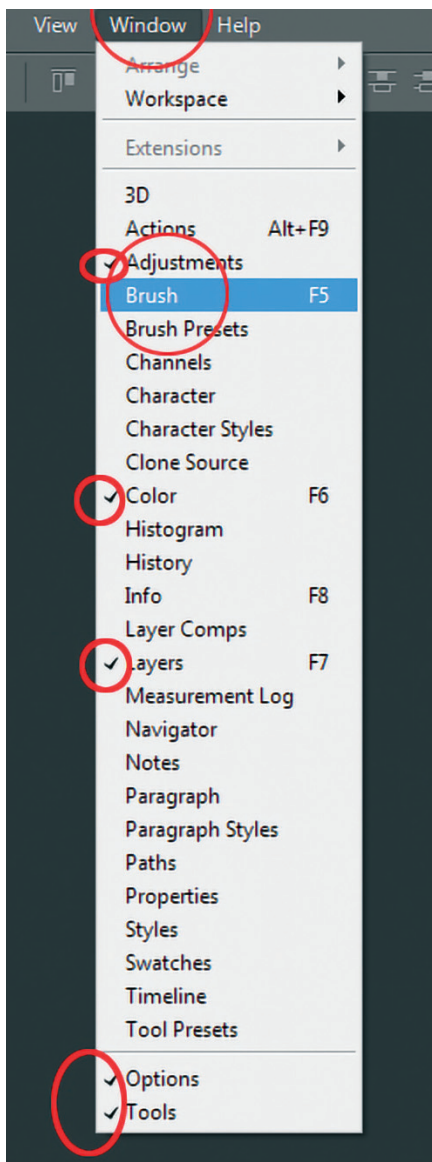 View Window Help
Arrange
Workspace
Extensions
3D
Actions Alt+F9
Adjustments
Brush F5
Brush Presets
Channels
Character
Character Styles
Clone Source
Color F6
Histogram
History
Info F8
Layer Comps
Layers F7
Measurement Log
Navigator
Notes
Paragraph
Paragraph Styles
Paths
Properties
Styles
Swatches
Timeline
Tool Presets
Options
Tools